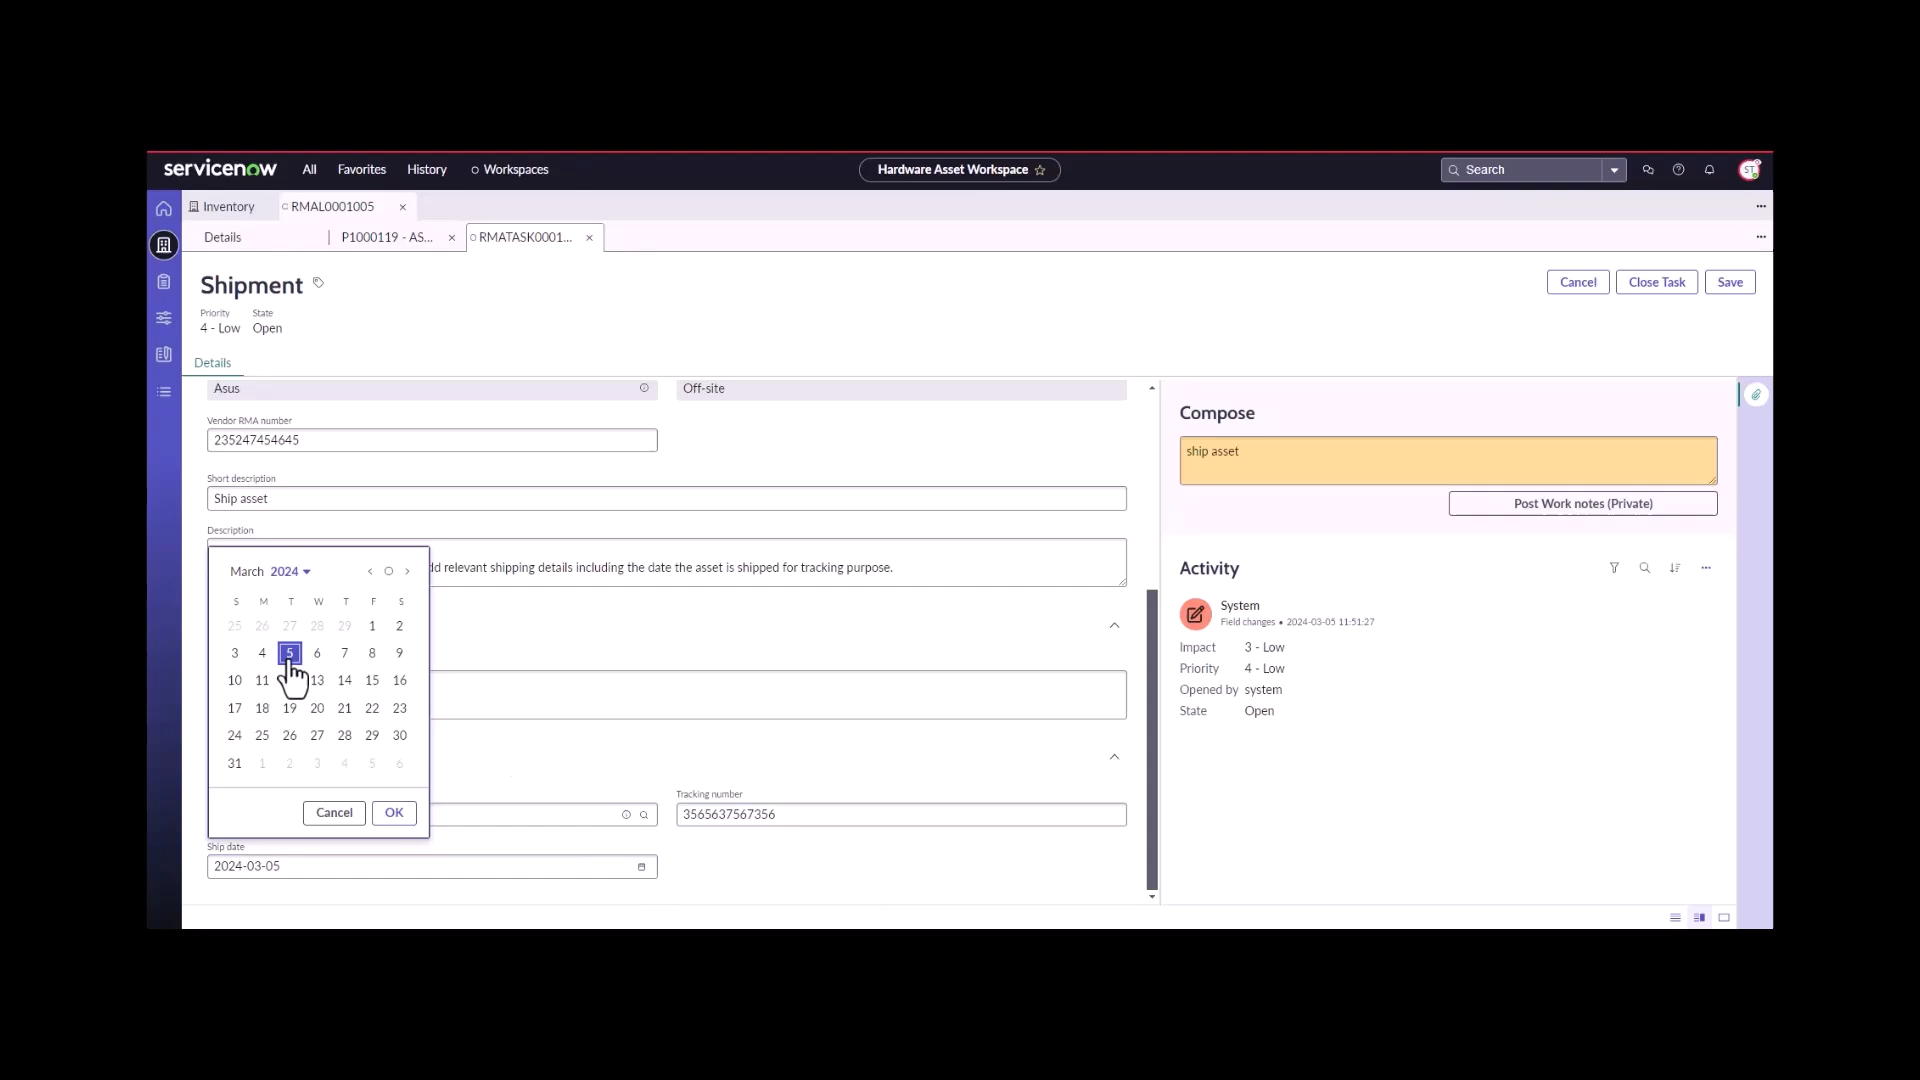 servicenow All Favorites History Workspaces Hardware Asset Workspace Search ST
Inventory RMAL0001005
Details P1000119 - AS... RMATASK0001...
Shipment Cancel Close Task Save
Priority State
4 - Low Open
Details
Asus Off-site
Vendor RMA number
235247454645
Short description
Ship asset
Description
relevant shipping details including the date the asset is shipped for tracking purpose.
March 2024
S M T W T F S
25 26 27 28 29 1 2
3 4 5 6 7 8 9
10 11 13 14 15 16
17 18 19 20 21 22 23
24 25 26 27 28 29 30
31 1 2 3 4 5 6
Cancel OK
Tracking number
3565637567356
Ship date
2024-03-05
Compose
ship asset
Post Work notes (Private)
Activity
System
Field changes • 2024-03-05 11:51:27
Impact 3 - Low
Priority 4 - Low
Opened by system
State Open